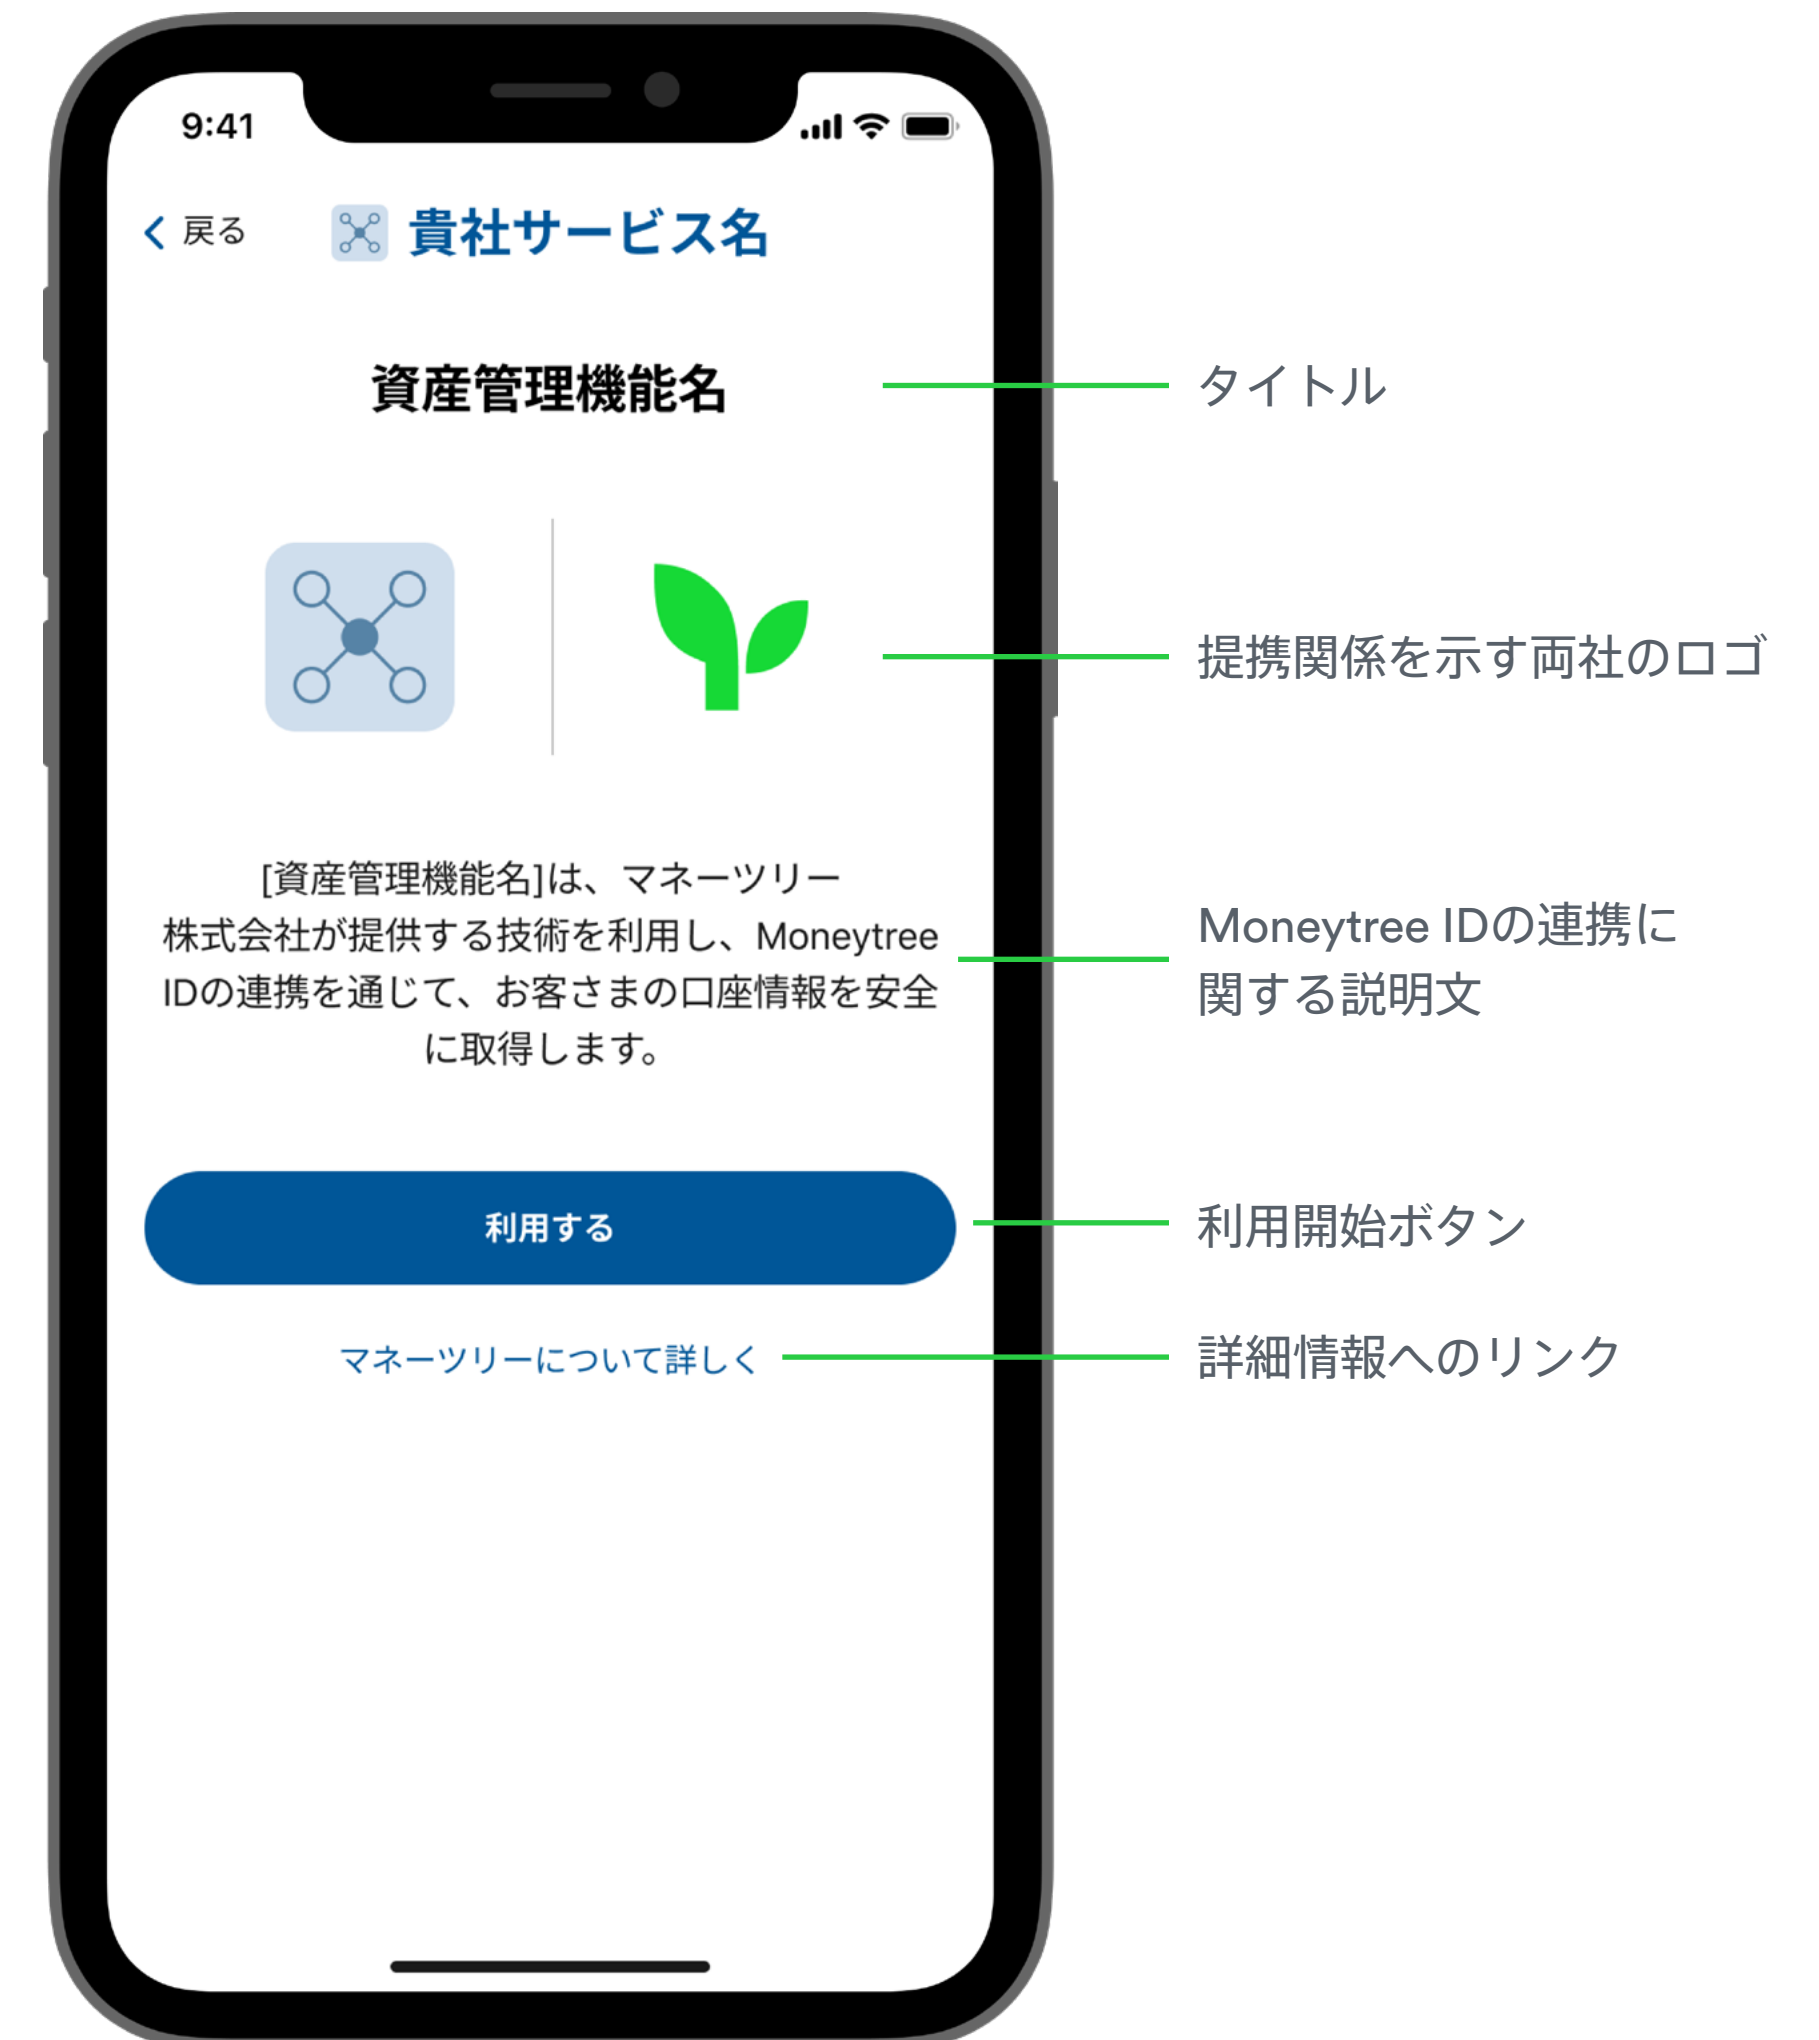 9:41
戻る
貴社サービス名
資産管理機能名
タイトル
提携関係を示す両社のロゴ
[資産管理機能名]は、マネーツリー
株式会社が提供する技術を利用し、Moneytree
IDの連携を通じて、お客さまの口座情報を安全
に取得します。
Moneytree IDの連携に
関する説明文
利用する
利用開始ボタン
マネーツリーについて詳しく
詳細情報へのリンク